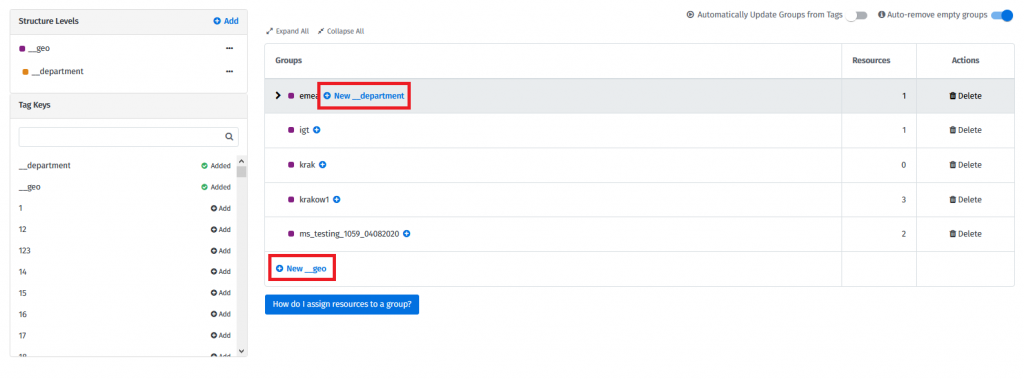 Structure Levels
Add
__geo
__department
Tag Keys
__department
Added
__geo
Added
1
Add
12
Add
123
Add
14
Add
15
Add
16
Add
17
Add
18
Add
Automatically Update Groups from Tags
Auto-remove empty groups
Expand All
Collapse All
Groups
Resources
Actions
emea
New __department
1
Delete
igt
1
Delete
krak
0
Delete
krakow1
3
Delete
ms_testing_1059_04082020
2
Delete
New __geo
How do I assign resources to a group?